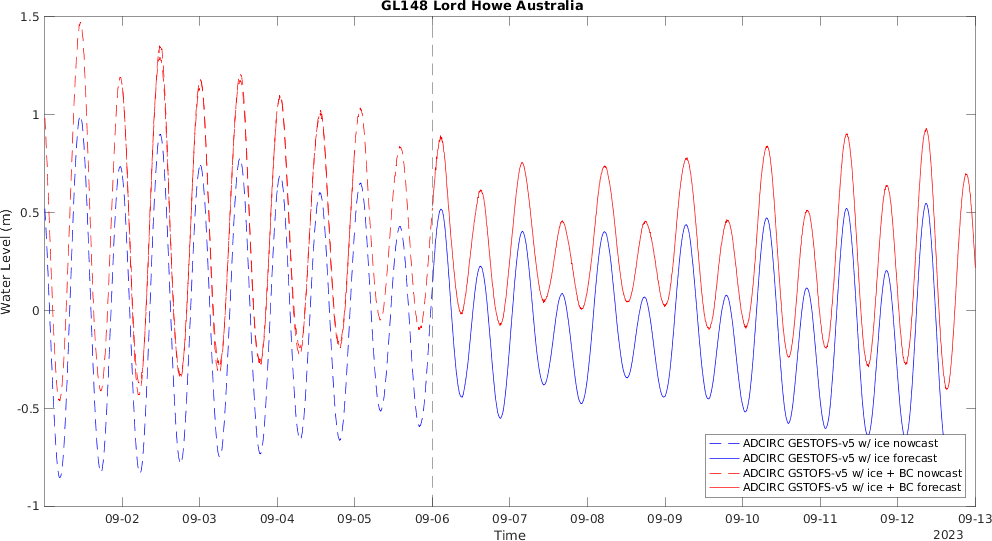 GL148 Lord Howe Australia
Water Level (m)
1.5
1
0.5
0
-0.5
-1
ADCIRC GESTOFS-v5 w/ ice nowcast
ADCIRC GESTOFS-v5 w/ ice forecast
ADCIRC GSTOFS-v5 w/ ice + BC nowcast
ADCIRC GSTOFS-v5 w/ ice + BC forecast
09-02 09-03 09-04 09-05 09-06 09-07 09-08 09-09 09-10 09-11 09-12 09-13
Time
2023